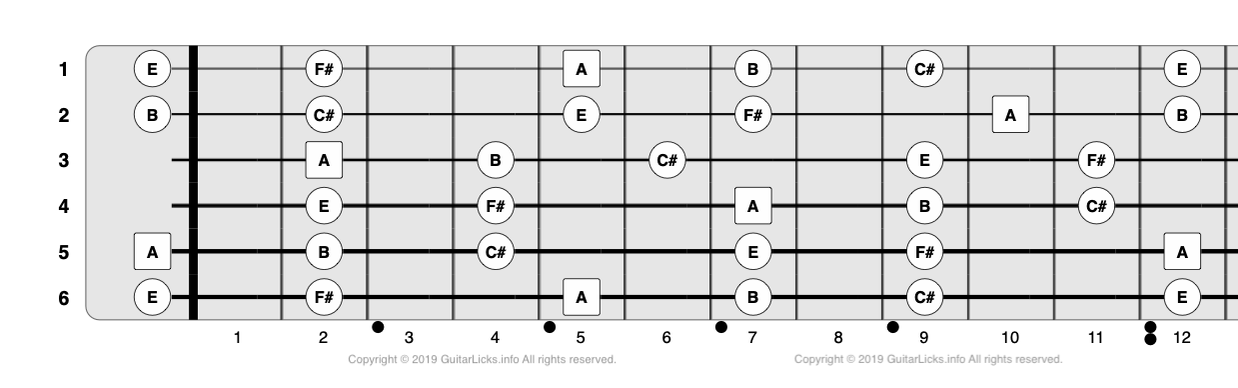 1 E F# A B C# E
2 B C# E F# A B
3 A B C# E F#
4 E F# A B C#
5 A B C# E F# A
6 E F# A B C# E
1 2 3 4 5 6 7 8 9 10 11 12
Copyright © 2019 GuitarLicks.info All rights reserved. Copyright © 2019 GuitarLicks.info All rights reserved.